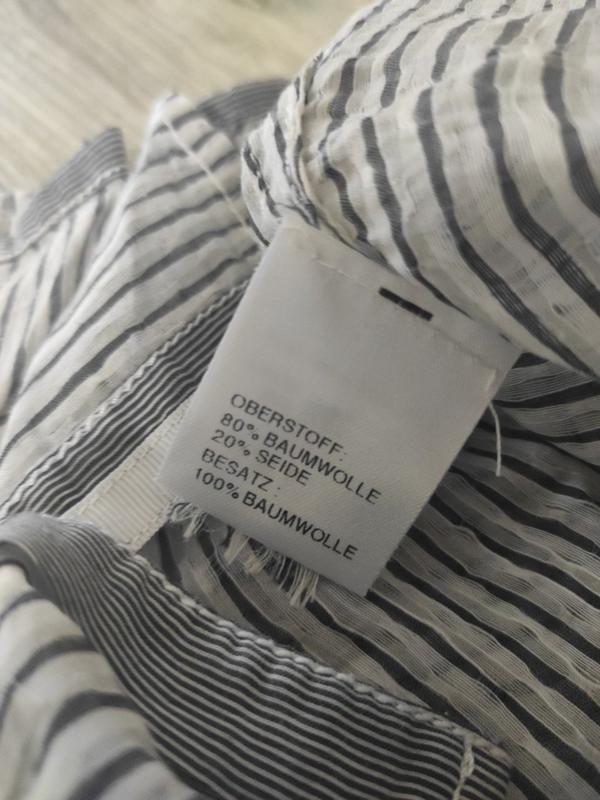 OBERSTOFF:
80% BAUMWOLLE
20% SEIDE
BESATZ :
100% BAUMWOLLE